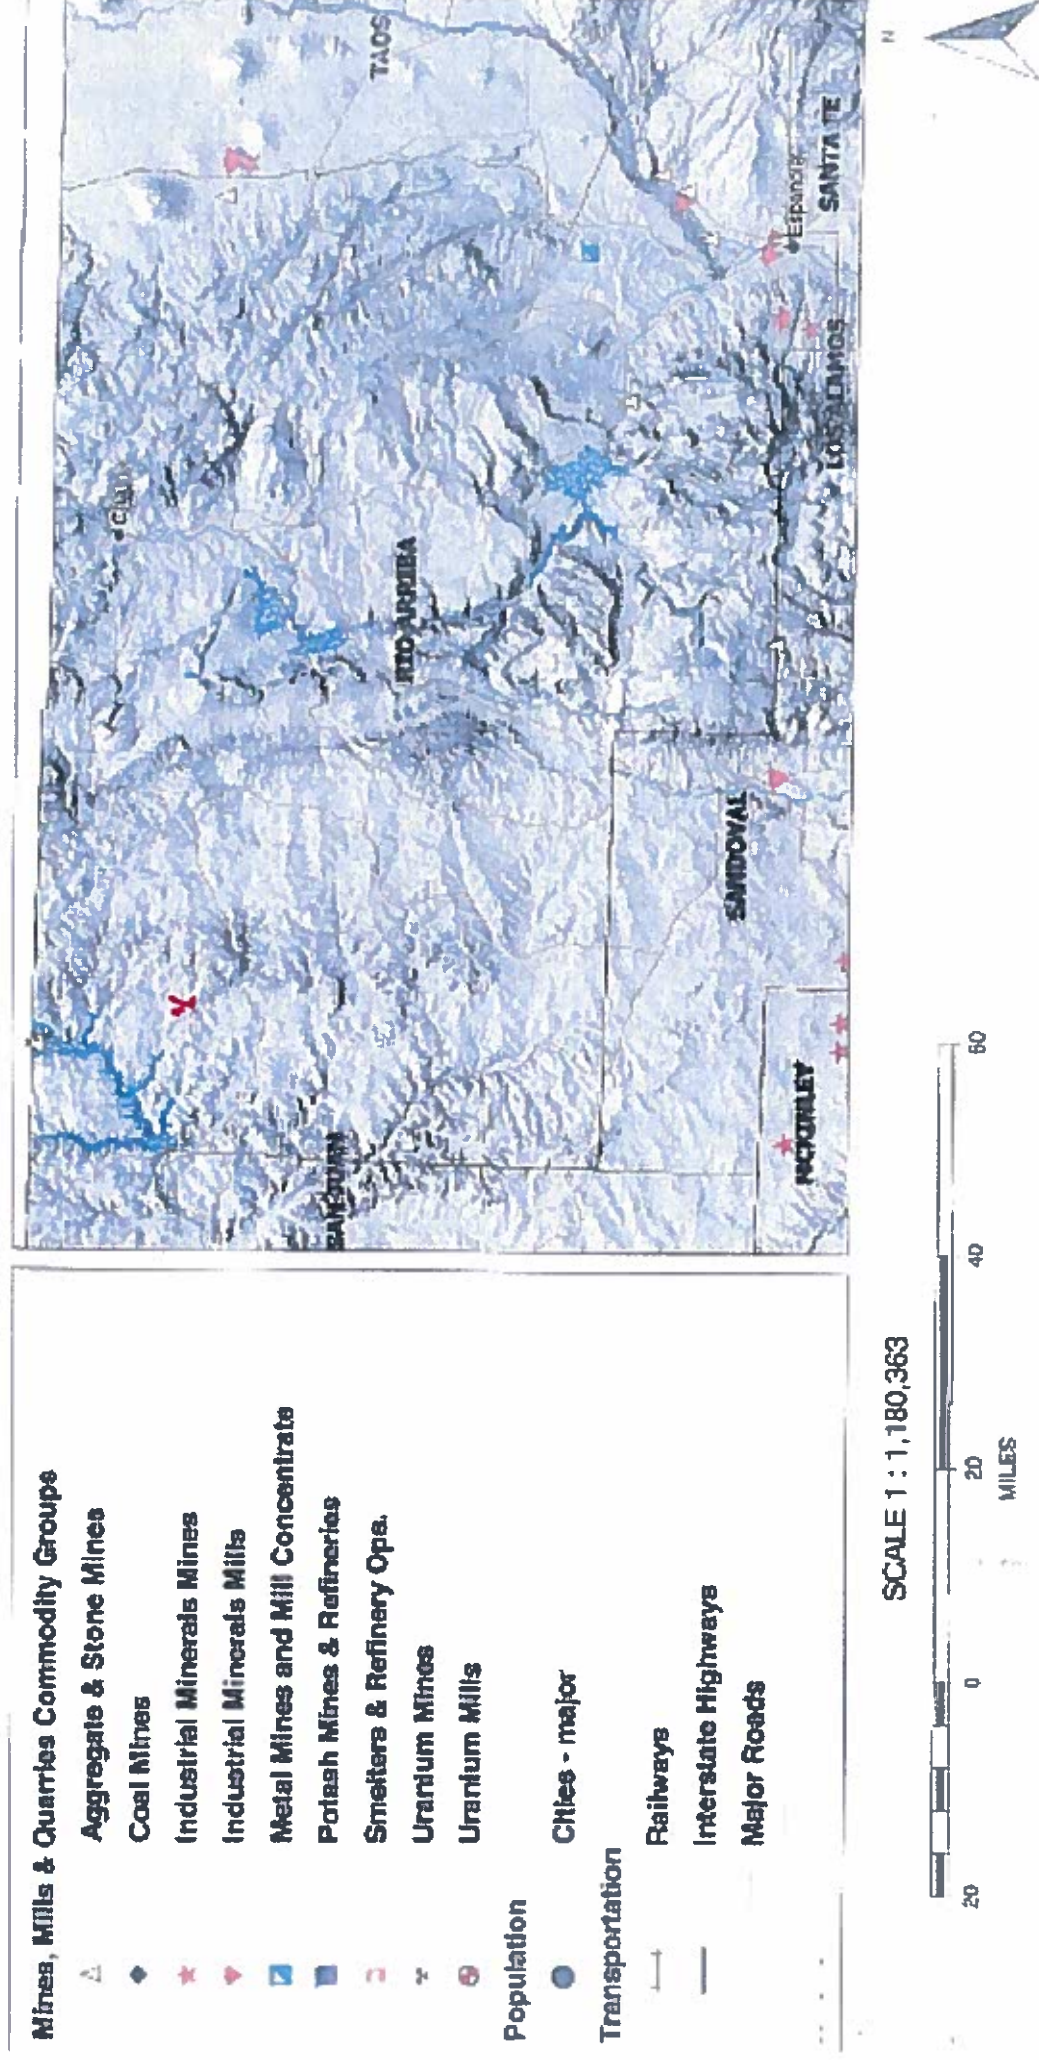 Mines, Mills & Quarries Commodity Groups
Aggregate & Stone Mines
Coal Mines
Industrial Minerals Mines
Industrial Minerals Mills
Metal Mines and Mill Concentrate
Potash Mines & Refineries
Smelters & Refinery Ops.
Uranium Mines
Uranium Mills
Population
Cities - major
Transportation
Railways
Interstate Highways
Major Roads
TAOS
RIO ARRIBA
SAN JUAN
SANDOVAL
MCKINLEY
LOS ALAMOS
SANTA FE
Espanola
SCALE 1 : 1,180,363
20 0 20 40 60
MILES
N